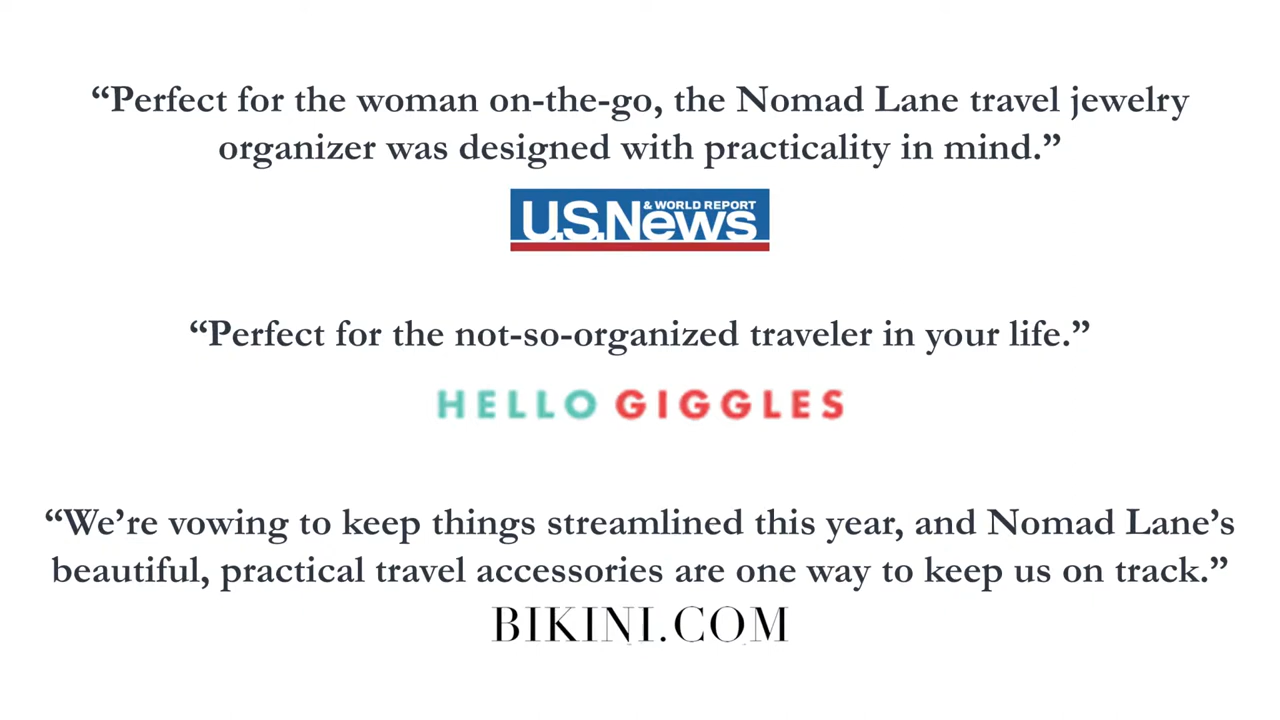 “Perfect for the woman on-the-go, the Nomad Lane travel jewelry
organizer was designed with practicality in mind.”
U.S.News & WORLD REPORT
“Perfect for the not-so-organized traveler in your life.”
HELLO GIGGLES
“We’re vowing to keep things streamlined this year, and Nomad Lane’s
beautiful, practical travel accessories are one way to keep us on track.”
BIKINI.COM